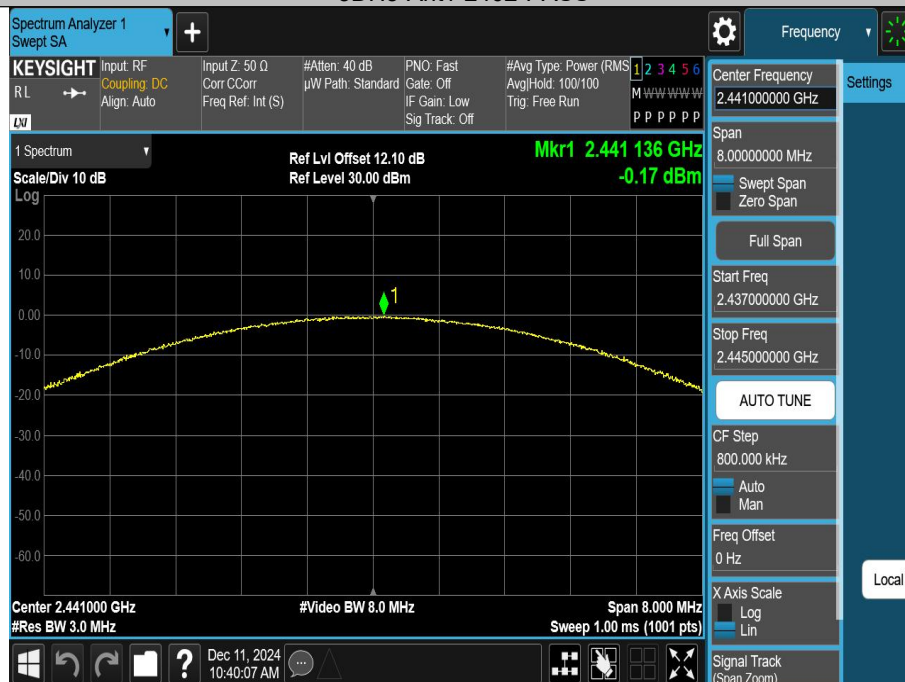 Spectrum Analyzer 1
Swept SA
+
Frequency
KEYSIGHT Input: RF Input Z: 50 Ω #Atten: 40 dB PNO: Fast #Avg Type: Power (RMS 1 2 3 4 5 6
RL Coupling: DC Corr CCorr µW Path: Standard Gate: Off Avg|Hold: 100/100 M W W W W W
Align: Auto Freq Ref: Int (S) IF Gain: Low Trig: Free Run
LXI Sig Track: Off P P P P P P
1 Spectrum
Ref Lvl Offset 12.10 dB Mkr1 2.441 136 GHz
Scale/Div 10 dB Ref Level 30.00 dBm -0.17 dBm
Log
20.0
10.0
1
0.00
-10.0
-20.0
-30.0
-40.0
-50.0
-60.0
Center 2.441000 GHz #Video BW 8.0 MHz Span 8.000 MHz
#Res BW 3.0 MHz Sweep 1.00 ms (1001 pts)
? Dec 11, 2024
10:40:07 AM
Center Frequency
2.441000000 GHz
Settings
Span
8.00000000 MHz
Swept Span
Zero Span
Full Span
Start Freq
2.437000000 GHz
Stop Freq
2.445000000 GHz
AUTO TUNE
CF Step
800.000 kHz
Auto
Man
Freq Offset
0 Hz
Local
X Axis Scale
Log
Lin
Signal Track
(Span Zoom)